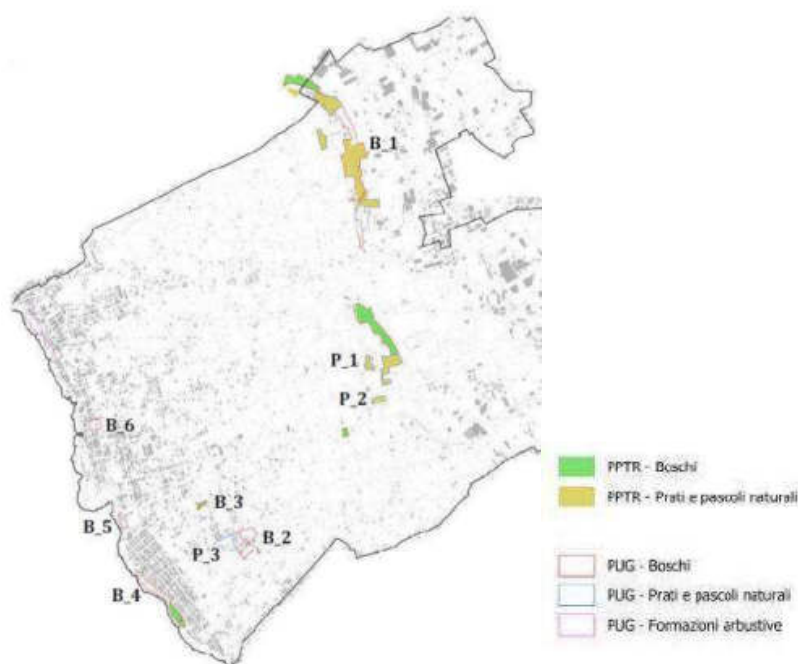 B_1
P_1
P_2
B_6
B_3
B_5
B_2
P_3
B_4
PPTR - Boschi
PPTR - Prati e pascoli naturali
PUG - Boschi
PUG - Prati e pascoli naturali
PUG - Formazioni arbustive